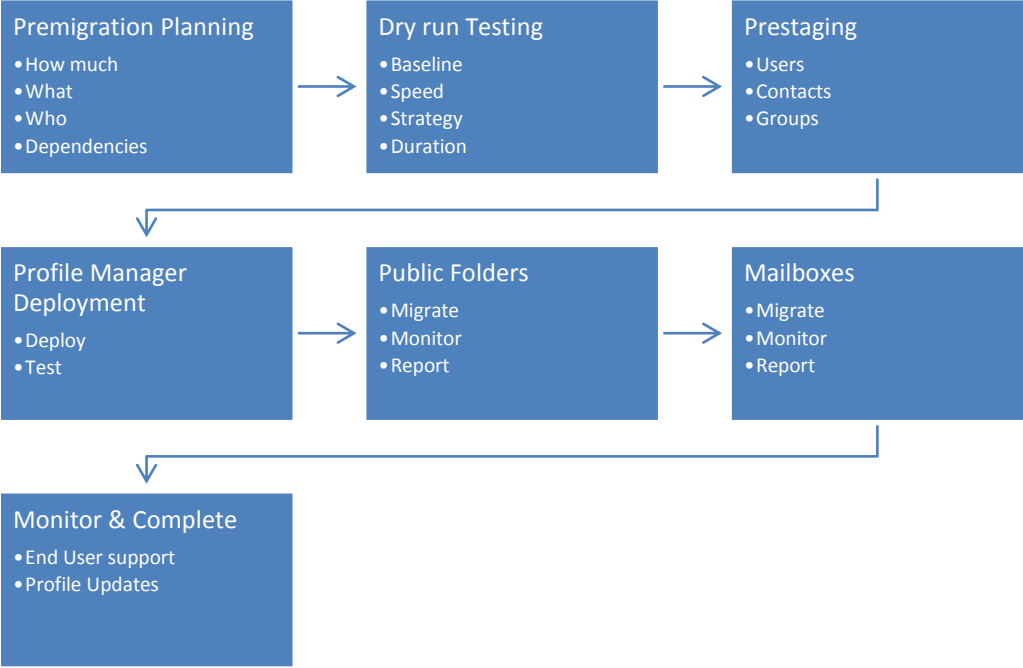 Premigration Planning
•How much
•What
•Who
•Dependencies
Dry run Testing
•Baseline
•Speed
•Strategy
•Duration
Prestaging
•Users
•Contacts
•Groups
Profile Manager
Deployment
•Deploy
•Test
Public Folders
•Migrate
•Monitor
•Report
Mailboxes
•Migrate
•Monitor
•Report
Monitor & Complete
•End User support
•Profile Updates